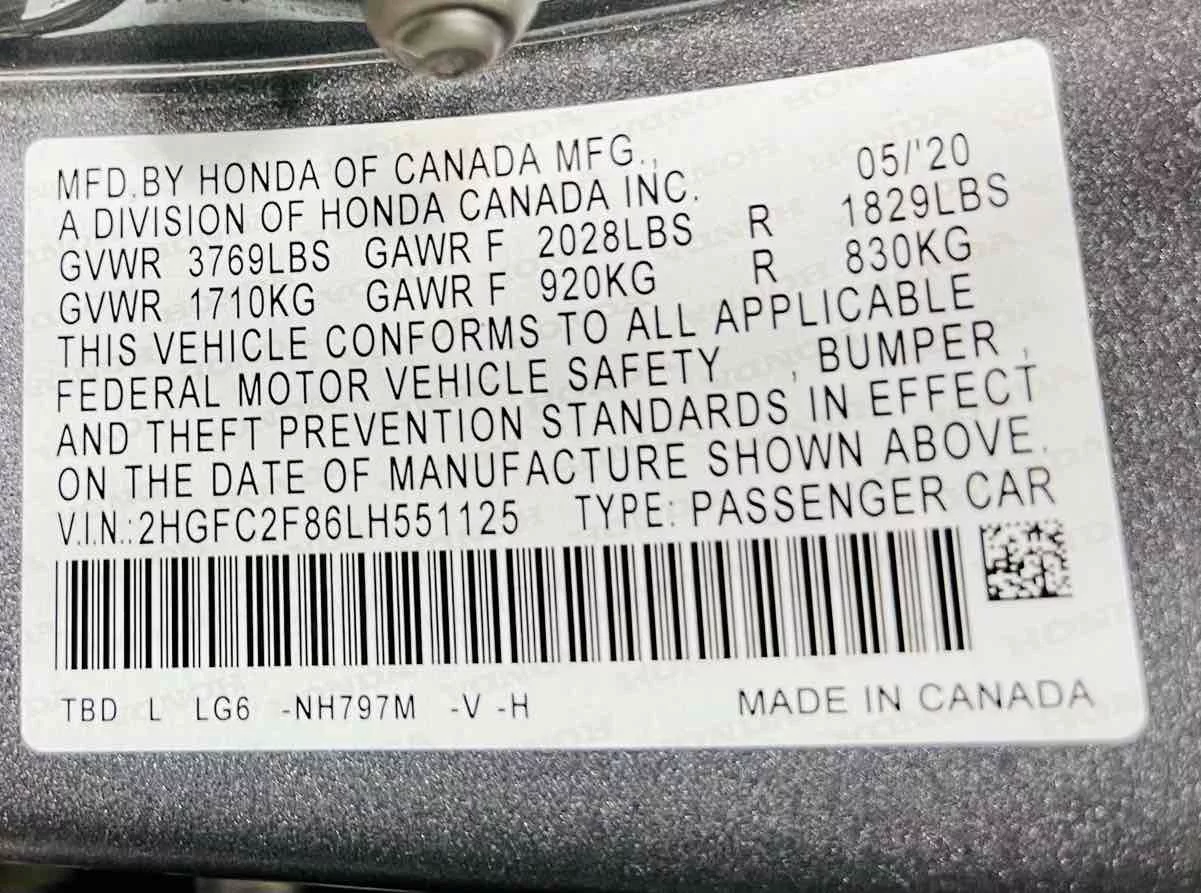 MFD.BY HONDA OF CANADA MFG., 05/'20
A DIVISION OF HONDA CANADA INC.
GVWR 3769LBS GAWR F 2028LBS R 1829LBS
GVWR 1710KG GAWR F 920KG R 830KG
THIS VEHICLE CONFORMS TO ALL APPLICABLE
FEDERAL MOTOR VEHICLE SAFETY , BUMPER ,
AND THEFT PREVENTION STANDARDS IN EFFECT
ON THE DATE OF MANUFACTURE SHOWN ABOVE.
V.I.N.:2HGFC2F86LH551125 TYPE: PASSENGER CAR
TBD L LG6 -NH797M -V -H MADE IN CANADA